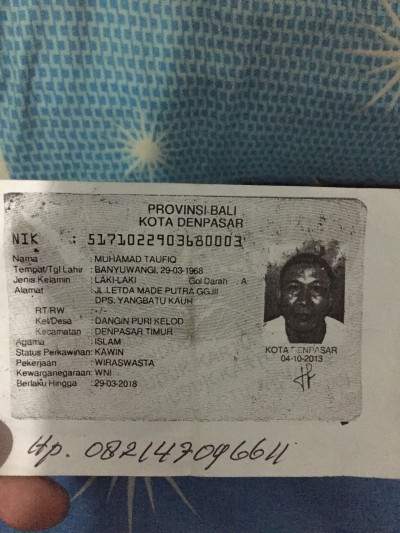 PROVINSI BALI
KOTA DENPASAR
NIK : 5171022903680003
Nama : MUHAMAD TAUFIQ
Tempat/Tgl Lahir : BANYUWANGI, 29-03-1968
Jenis Kelamin : LAKI-LAKI Gol Darah : A
Alamat : JL.LETDA MADE PUTRA GG.III
DPS. YANGBATU KAUH
RT/RW : -/-
Kel/Desa : DANGIN PURI KELOD
Kecamatan : DENPASAR TIMUR
Agama : ISLAM
Status Perkawinan: KAWIN
Pekerjaan : WIRASWASTA
Kewarganegaraan: WNI
Berlaku Hingga : 29-03-2018
KOTA DENPASAR
04-10-2013
Hp. 082147096611